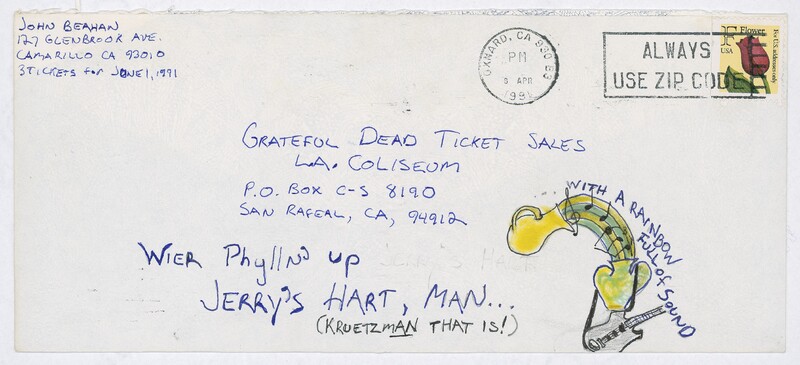 JOHN BEAHAN
127 GLENBROOK AVE.
CAMARILLO CA 93010
3 TICKETS for JUNE 1, 1991
OXNARD, CA 930
PM
5 APR
1991
ALWAYS
USE ZIP CODE
F Flower
USA
For U.S. addresses only
GRATEFUL DEAD TICKET SALES
L.A. COLISEUM
P.O. BOX C-S 8190
SAN RAFEAL, CA, 94912
...WITH A RAINBOW
FULL OF SOUND
WIER Phylln's up
JERRY'S HART, MAN...
(KRUETZMAN THAT IS!)